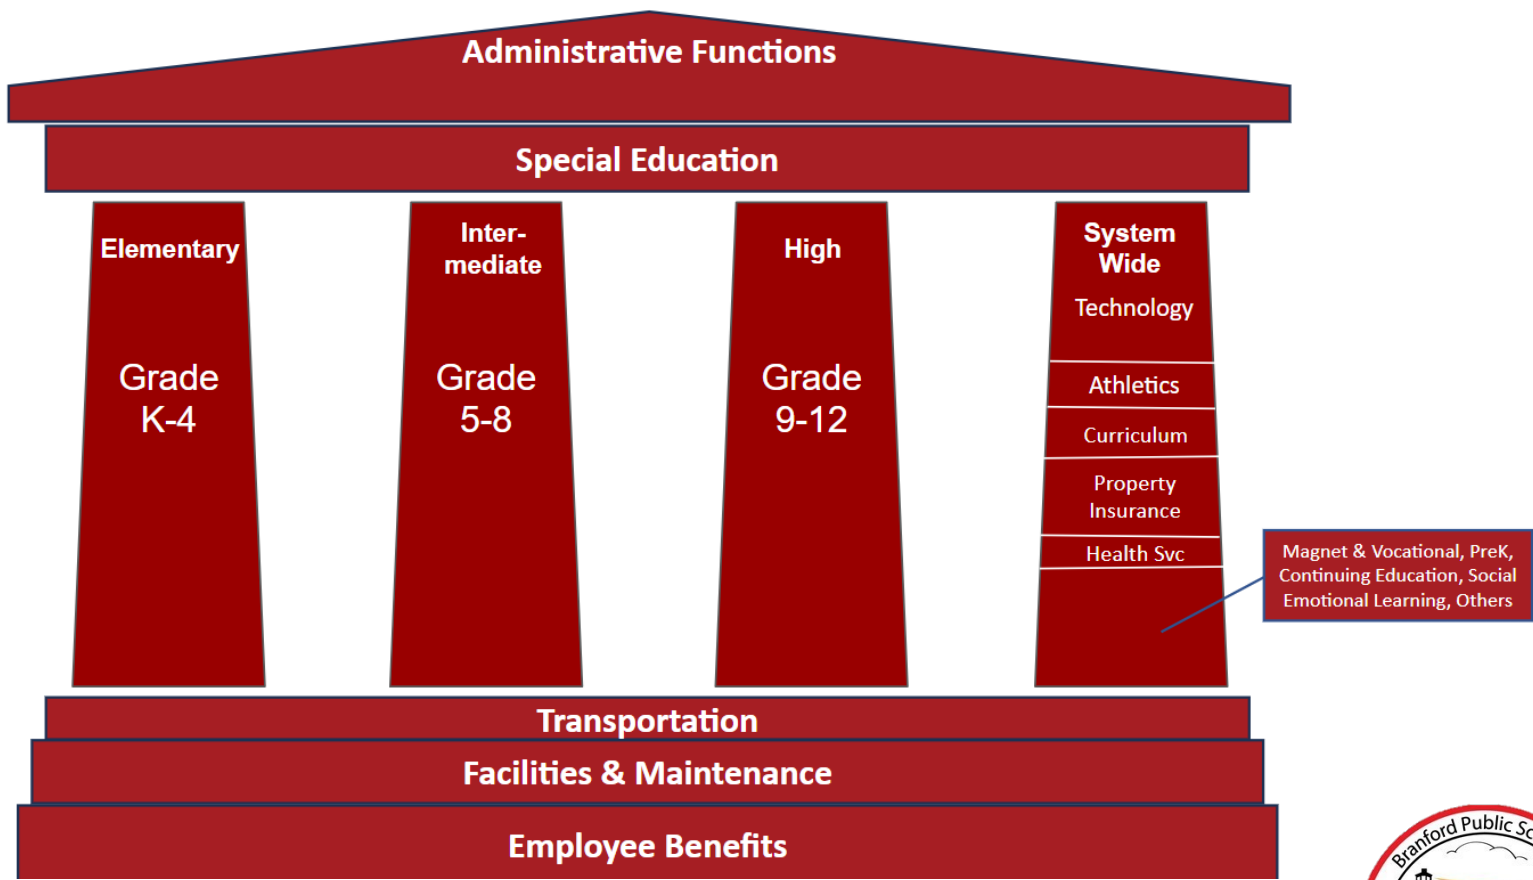 Administrative Functions
Special Education
Elementary
Grade
K-4
Inter-
mediate
Grade
5-8
High
Grade
9-12
System
Wide
Technology
Athletics
Curriculum
Property
Insurance
Health Svc
Magnet & Vocational, PreK,
Continuing Education, Social
Emotional Learning, Others
Transportation
Facilities & Maintenance
Employee Benefits
Branford Public